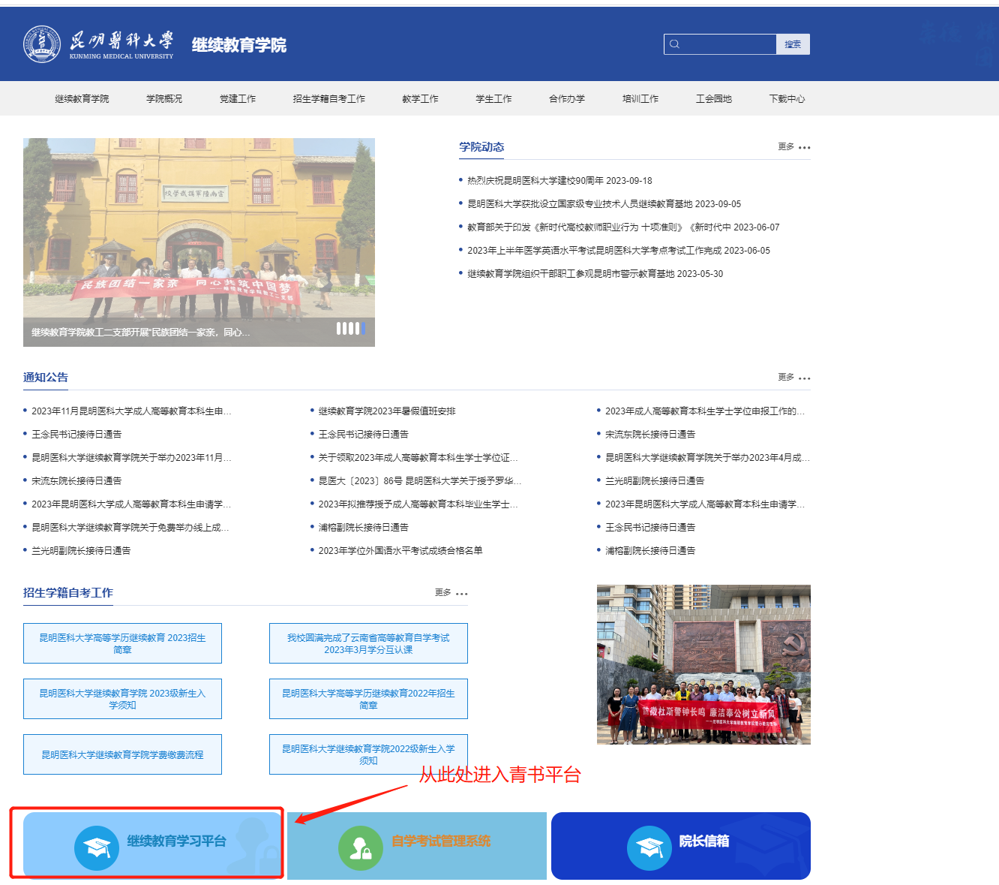 昆明医科大学
KUNMING MEDICAL UNIVERSITY
继续教育学院
搜索
继续教育学院
学院概况
党建工作
招生学籍自考工作
教学工作
学生工作
合作办学
培训工作
工会园地
下载中心
民族团结一家亲 同心共筑中国梦
继续教育学院教工二支部开展“民族团结一家亲，同心...
学院动态
更多
热烈庆祝昆明医科大学建校90周年 2023-09-18
昆明医科大学获批设立国家级专业技术人员继续教育基地 2023-09-05
教育部关于印发《新时代高校教师职业行为 十项准则》《新时代中 2023-06-07
2023年上半年医学英语水平考试昆明医科大学考点考试工作完成 2023-06-05
继续教育学院组织干部职工参观昆明市警示教育基地 2023-05-30
通知公告
更多
2023年11月昆明医科大学成人高等教育本科生申...
继续教育学院2023年暑假值班安排
2023年成人高等教育本科生学士学位申报工作的...
王念民书记接待日通告
王念民书记接待日通告
宋流东院长接待日通告
昆明医科大学继续教育学院关于举办2023年11月...
关于领取2023年成人高等教育本科生学士学位证...
昆明医科大学继续教育学院关于举办2023年4月成...
宋流东院长接待日通告
昆医大〔2023〕86号 昆明医科大学关于授予罗华...
兰光明副院长接待日通告
2023年昆明医科大学成人高等教育本科生申请学...
2023年拟推荐授予成人高等教育本科毕业生学士...
2023年昆明医科大学成人高等教育本科生申请学...
昆明医科大学继续教育学院关于免费举办线上成...
浦榕副院长接待日通告
王念民书记接待日通告
兰光明副院长接待日通告
2023年学位外国语水平考试成绩合格名单
浦榕副院长接待日通告
招生学籍自考工作
更多
昆明医科大学高等学历继续教育 2023招生
简章
我校圆满完成了云南省高等教育自学考试
2023年3月学分互认课
昆明医科大学继续教育学院 2023级新生入
学须知
昆明医科大学高等学历继续教育2022年招生
简章
昆明医科大学继续教育学院学费缴费流程
昆明医科大学继续教育学院2022级新生入学
须知
防微杜渐警钟长鸣 廉洁奉公树立新风
从此处进入青书平台
继续教育学习平台
自学考试管理系统
院长信箱